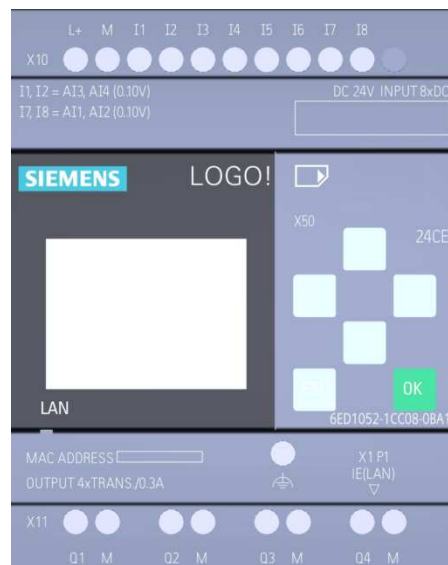 L+ M I1 I2 I3 I4 I5 I6 I7 I8
X10
I1, I2 = AI3, AI4 (0.10V)
DC 24V INPUT 8xDC
I7, I8 = AI1, AI2 (0.10V)
SIEMENS
LOGO!
X50
24CE
ESC
OK
LAN
6ED1052-1CC08-0BA1
MAC ADDRESS
X1 P1
IE(LAN)
OUTPUT 4xTRANS./0.3A
X11
Q1 M Q2 M Q3 M Q4 M